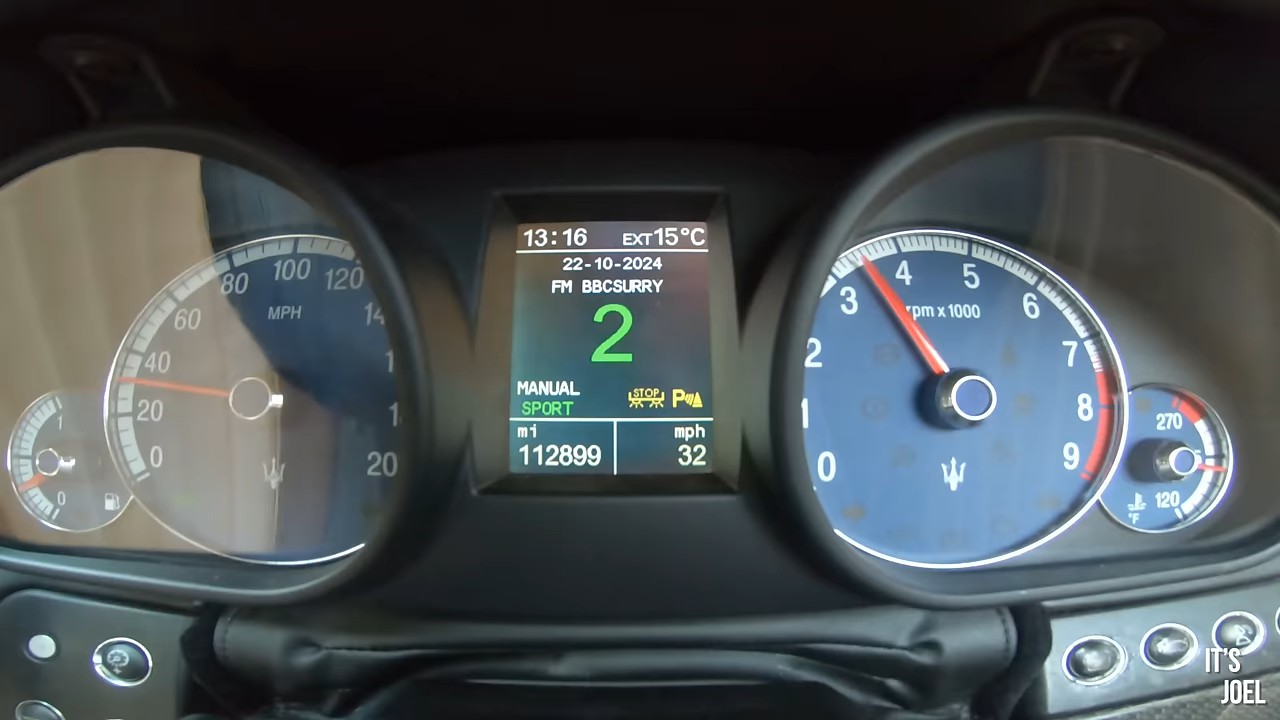 13:16 EXT 15°C
22-10-2024
FM BBCSURRY
2
MANUAL
SPORT
STOP
P
mi
mph
112899
32
0
20
40
60
80
100
120
MPH
1
0
0
1
2
3
4
5
6
7
8
9
rpm x 1000
270
120
°F
IT'S
JOEL